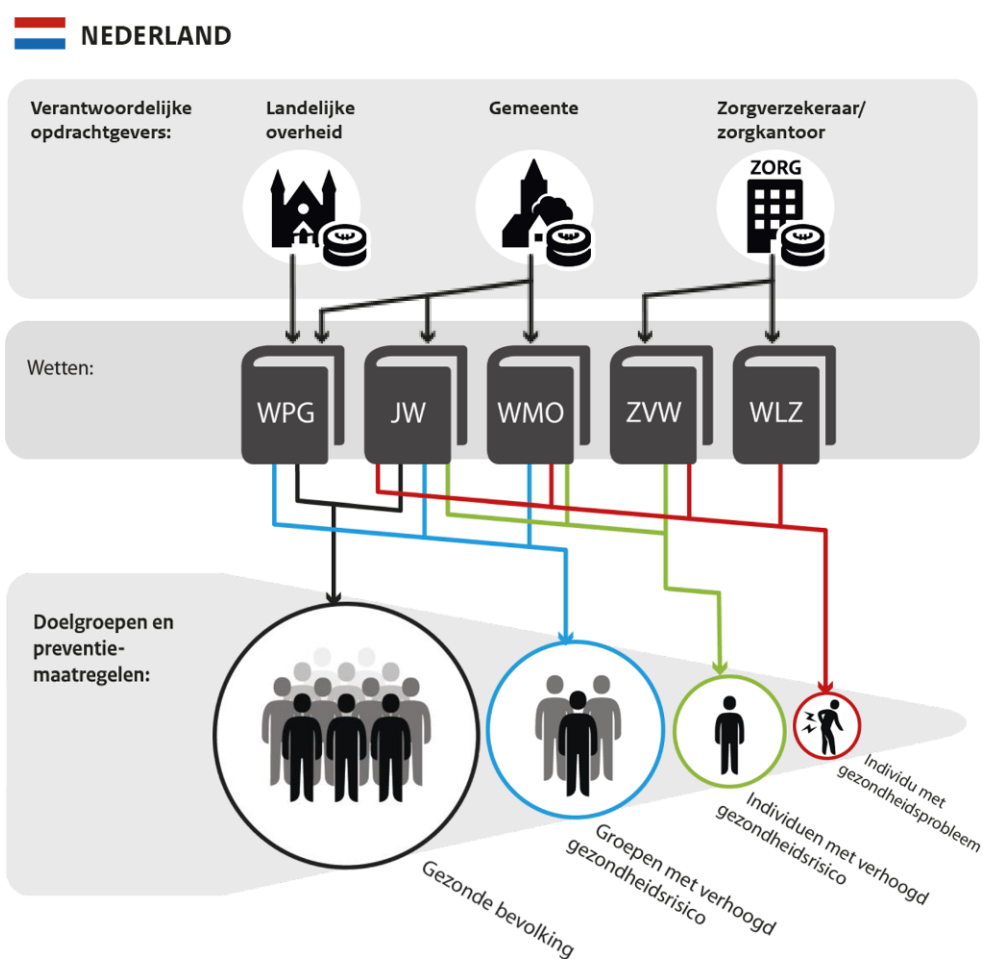 NEDERLAND
Verantwoordelijke
opdrachtgevers:
Landelijke
overheid
Gemeente
Zorgverzekeraar/
zorgkantoor
ZORG
Wetten:
WPG
JW
WMO
ZVW
WLZ
Doelgroepen en
preventie-
maatregelen:
Gezonde bevolking
Groepen met verhoogd
gezondheidsrisico
Individuen met verhoogd
gezondheidsrisico
Individu met
gezondheidsprobleem